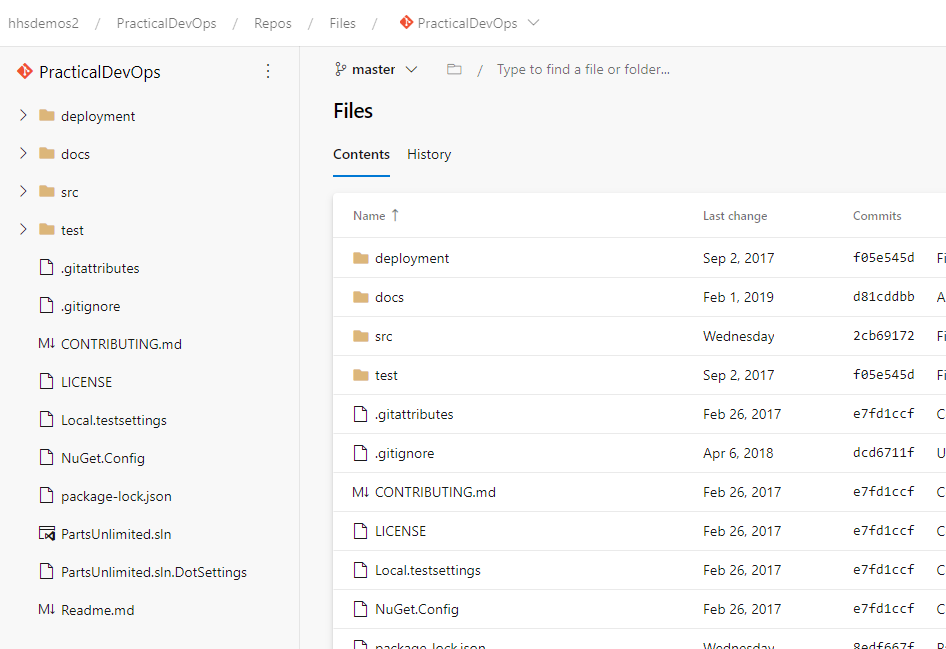 hhsdemos2 / PracticalDevOps / Repos / Files / PracticalDevOps
PracticalDevOps
deployment
docs
src
test
.gitattributes
.gitignore
M↓ CONTRIBUTING.md
LICENSE
Local.testsettings
NuGet.Config
package-lock.json
PartsUnlimited.sln
PartsUnlimited.sln.DotSettings
M↓ Readme.md
master / Type to find a file or folder...
Files
Contents History
Name ↑ Last change Commits
deployment Sep 2, 2017 f05e545d Fi
docs Feb 1, 2019 d81cddbb A
src Wednesday 2cb69172 Fi
test Sep 2, 2017 f05e545d Fi
.gitattributes Feb 26, 2017 e7fd1ccf C
.gitignore Apr 6, 2018 dcd6711f U
M↓ CONTRIBUTING.md Feb 26, 2017 e7fd1ccf C
LICENSE Feb 26, 2017 e7fd1ccf C
Local.testsettings Feb 26, 2017 e7fd1ccf C
NuGet.Config Feb 26, 2017 e7fd1ccf C
package-lock.json Wednesday 8edf667f